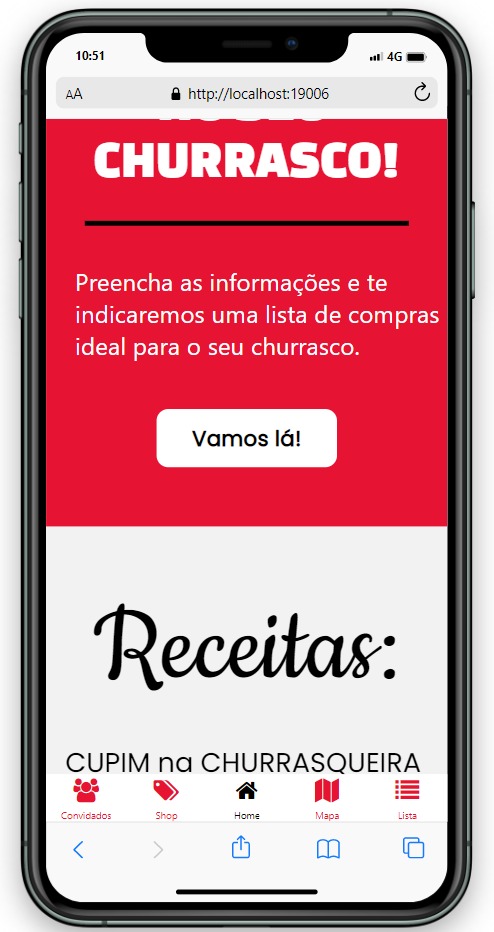 10:51
4G
AA
http://localhost:19006
CHURRASCO!
Preencha as informações e te
indicaremos uma lista de compras
ideal para o seu churrasco.
Vamos lá!
Receitas:
CUPIM na CHURRASQUEIRA
Convidados
Shop
Home
Mapa
Lista